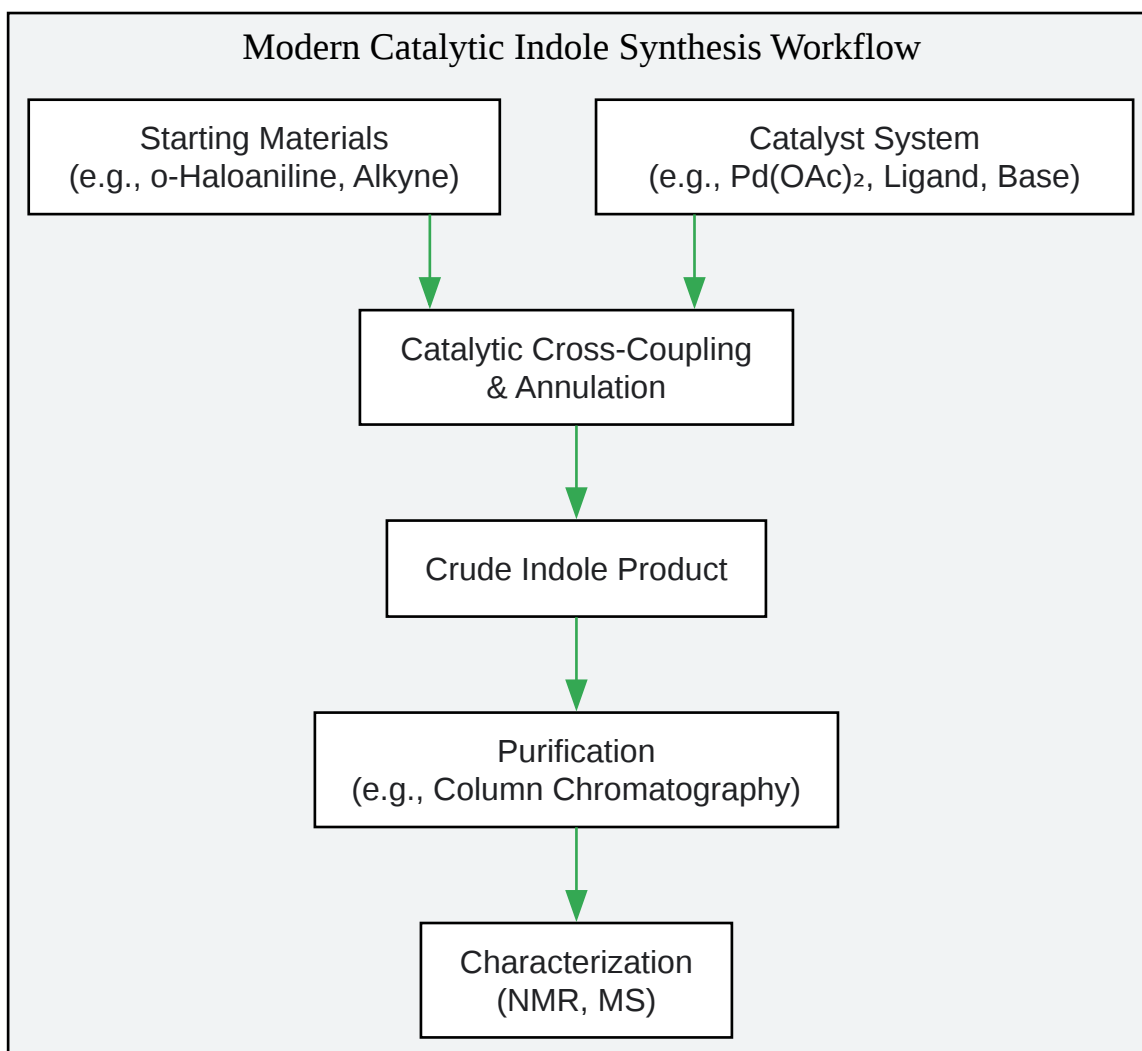 Modern Catalytic Indole Synthesis Workflow
Starting Materials
(e.g., o-Haloaniline, Alkyne)
Catalyst System
(e.g., Pd(OAc)₂, Ligand, Base)
Catalytic Cross-Coupling
& Annulation
Crude Indole Product
Purification
(e.g., Column Chromatography)
Characterization
(NMR, MS)